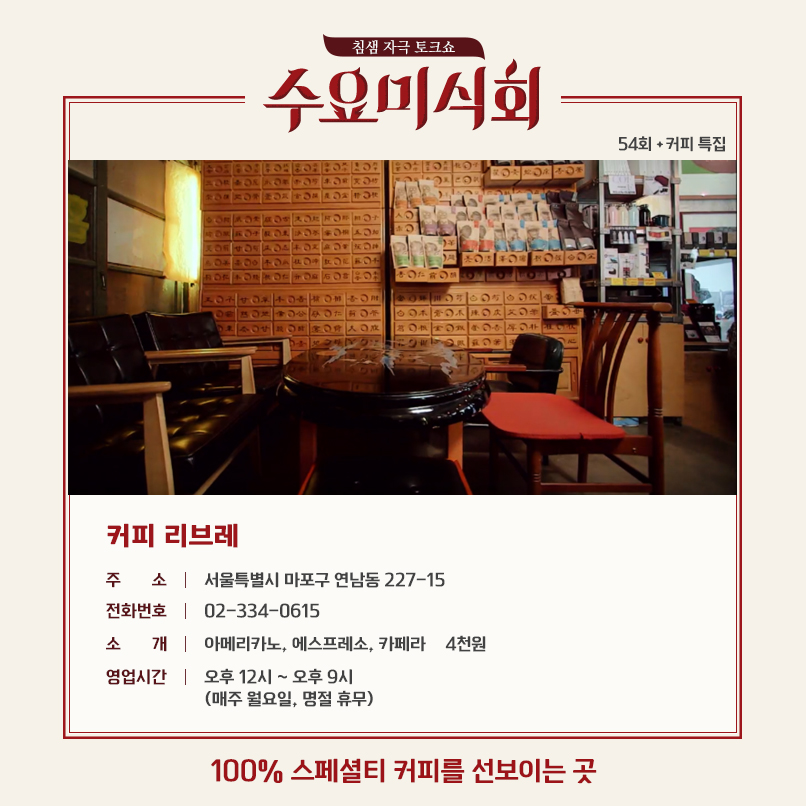 침샘 자극 토크쇼
수요미식회
54회 + 커피 특집
커피 리브레
주 소 | 서울특별시 마포구 연남동 227-15
전화번호 | 02-334-0615
소 개 | 아메리카노, 에스프레소, 카페라 4천원
영업시간 | 오후 12시 ~ 오후 9시
(매주 월요일, 명절 휴무)
100% 스페셜티 커피를 선보이는 곳